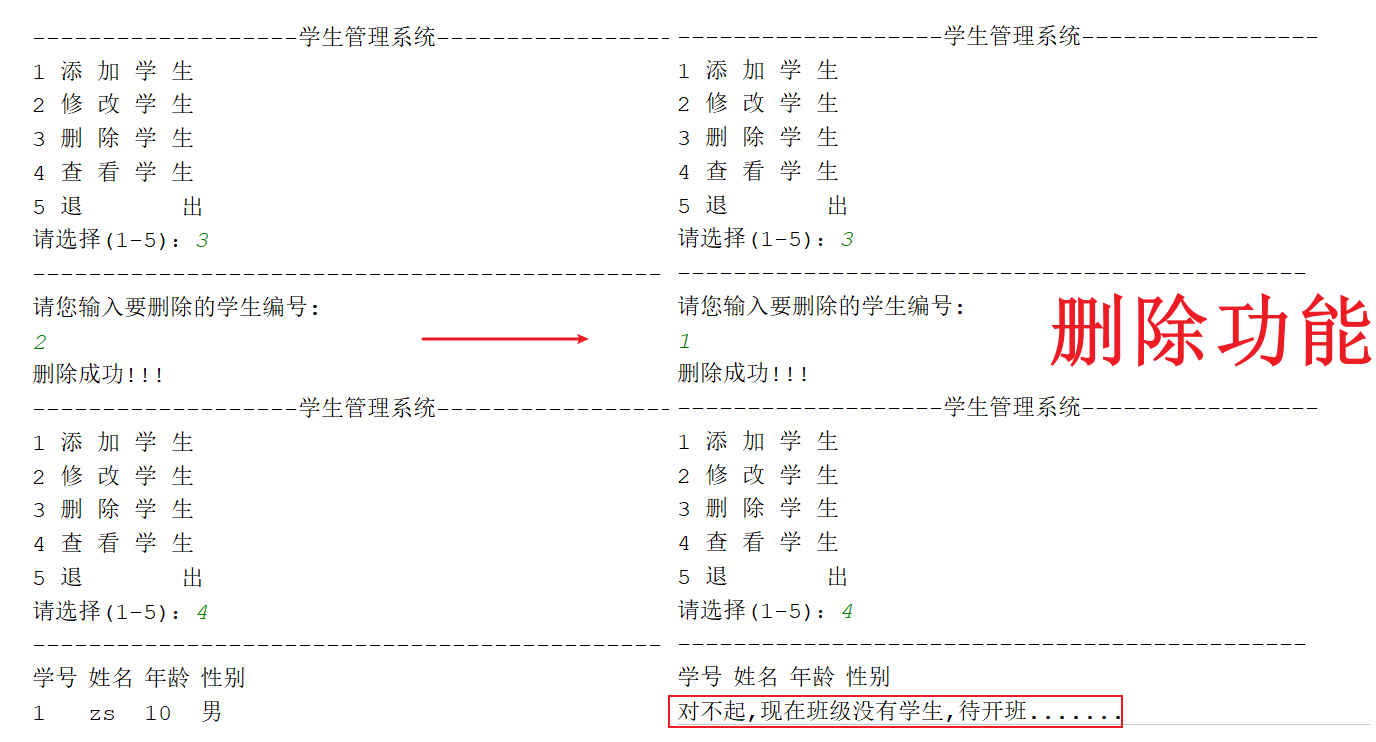 -------------------学生管理系统-----------------
1 添 加 学 生
2 修 改 学 生
3 删 除 学 生
4 查 看 学 生
5 退       出
请选择(1-5)：3
---------------------------------------------
请您输入要删除的学生编号:
2
删除成功!!!
-------------------学生管理系统-----------------
1 添 加 学 生
2 修 改 学 生
3 删 除 学 生
4 查 看 学 生
5 退       出
请选择(1-5)：4
---------------------------------------------
学号 姓名 年龄 性别
1   zs  10  男
-------------------学生管理系统-----------------
1 添 加 学 生
2 修 改 学 生
3 删 除 学 生
4 查 看 学 生
5 退       出
请选择(1-5)：3
---------------------------------------------
请您输入要删除的学生编号:
1
删除成功!!!
-------------------学生管理系统-----------------
1 添 加 学 生
2 修 改 学 生
3 删 除 学 生
4 查 看 学 生
5 退       出
请选择(1-5)：4
---------------------------------------------
学号 姓名 年龄 性别
对不起,现在班级没有学生,待开班.......
删除功能